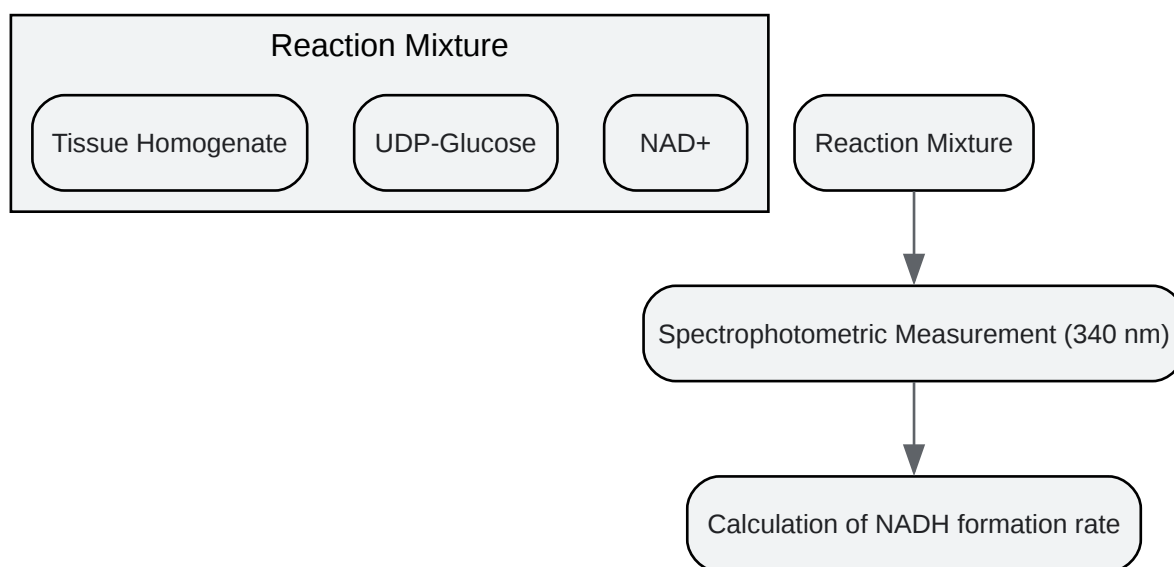 Reaction Mixture
Tissue Homogenate
UDP-Glucose
NAD+
Reaction Mixture
Spectrophotometric Measurement (340 nm)
Calculation of NADH formation rate